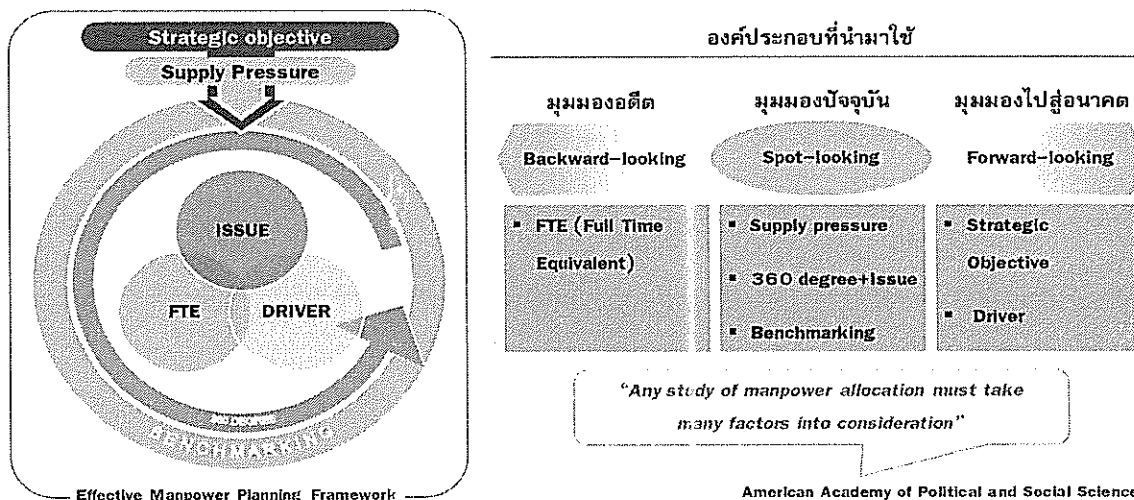 Strategic objective
Supply Pressure
ISSUE
FTE
DRIVER
BENCHMARKING
Effective Manpower Planning Framework
องค์ประกอบที่นำมาใช้
มุมมองอดีต
มุมมองปัจจุบัน
มุมมองไปสู่อนาคต
Backward-looking
Spot-looking
Forward-looking
▪ FTE (Full Time
Equivalent)
▪ Supply pressure
▪ 360 degree+Issue
▪ Benchmarking
▪ Strategic
Objective
▪ Driver
"Any study of manpower allocation must take
many factors into consideration"
American Academy of Political and Social Science